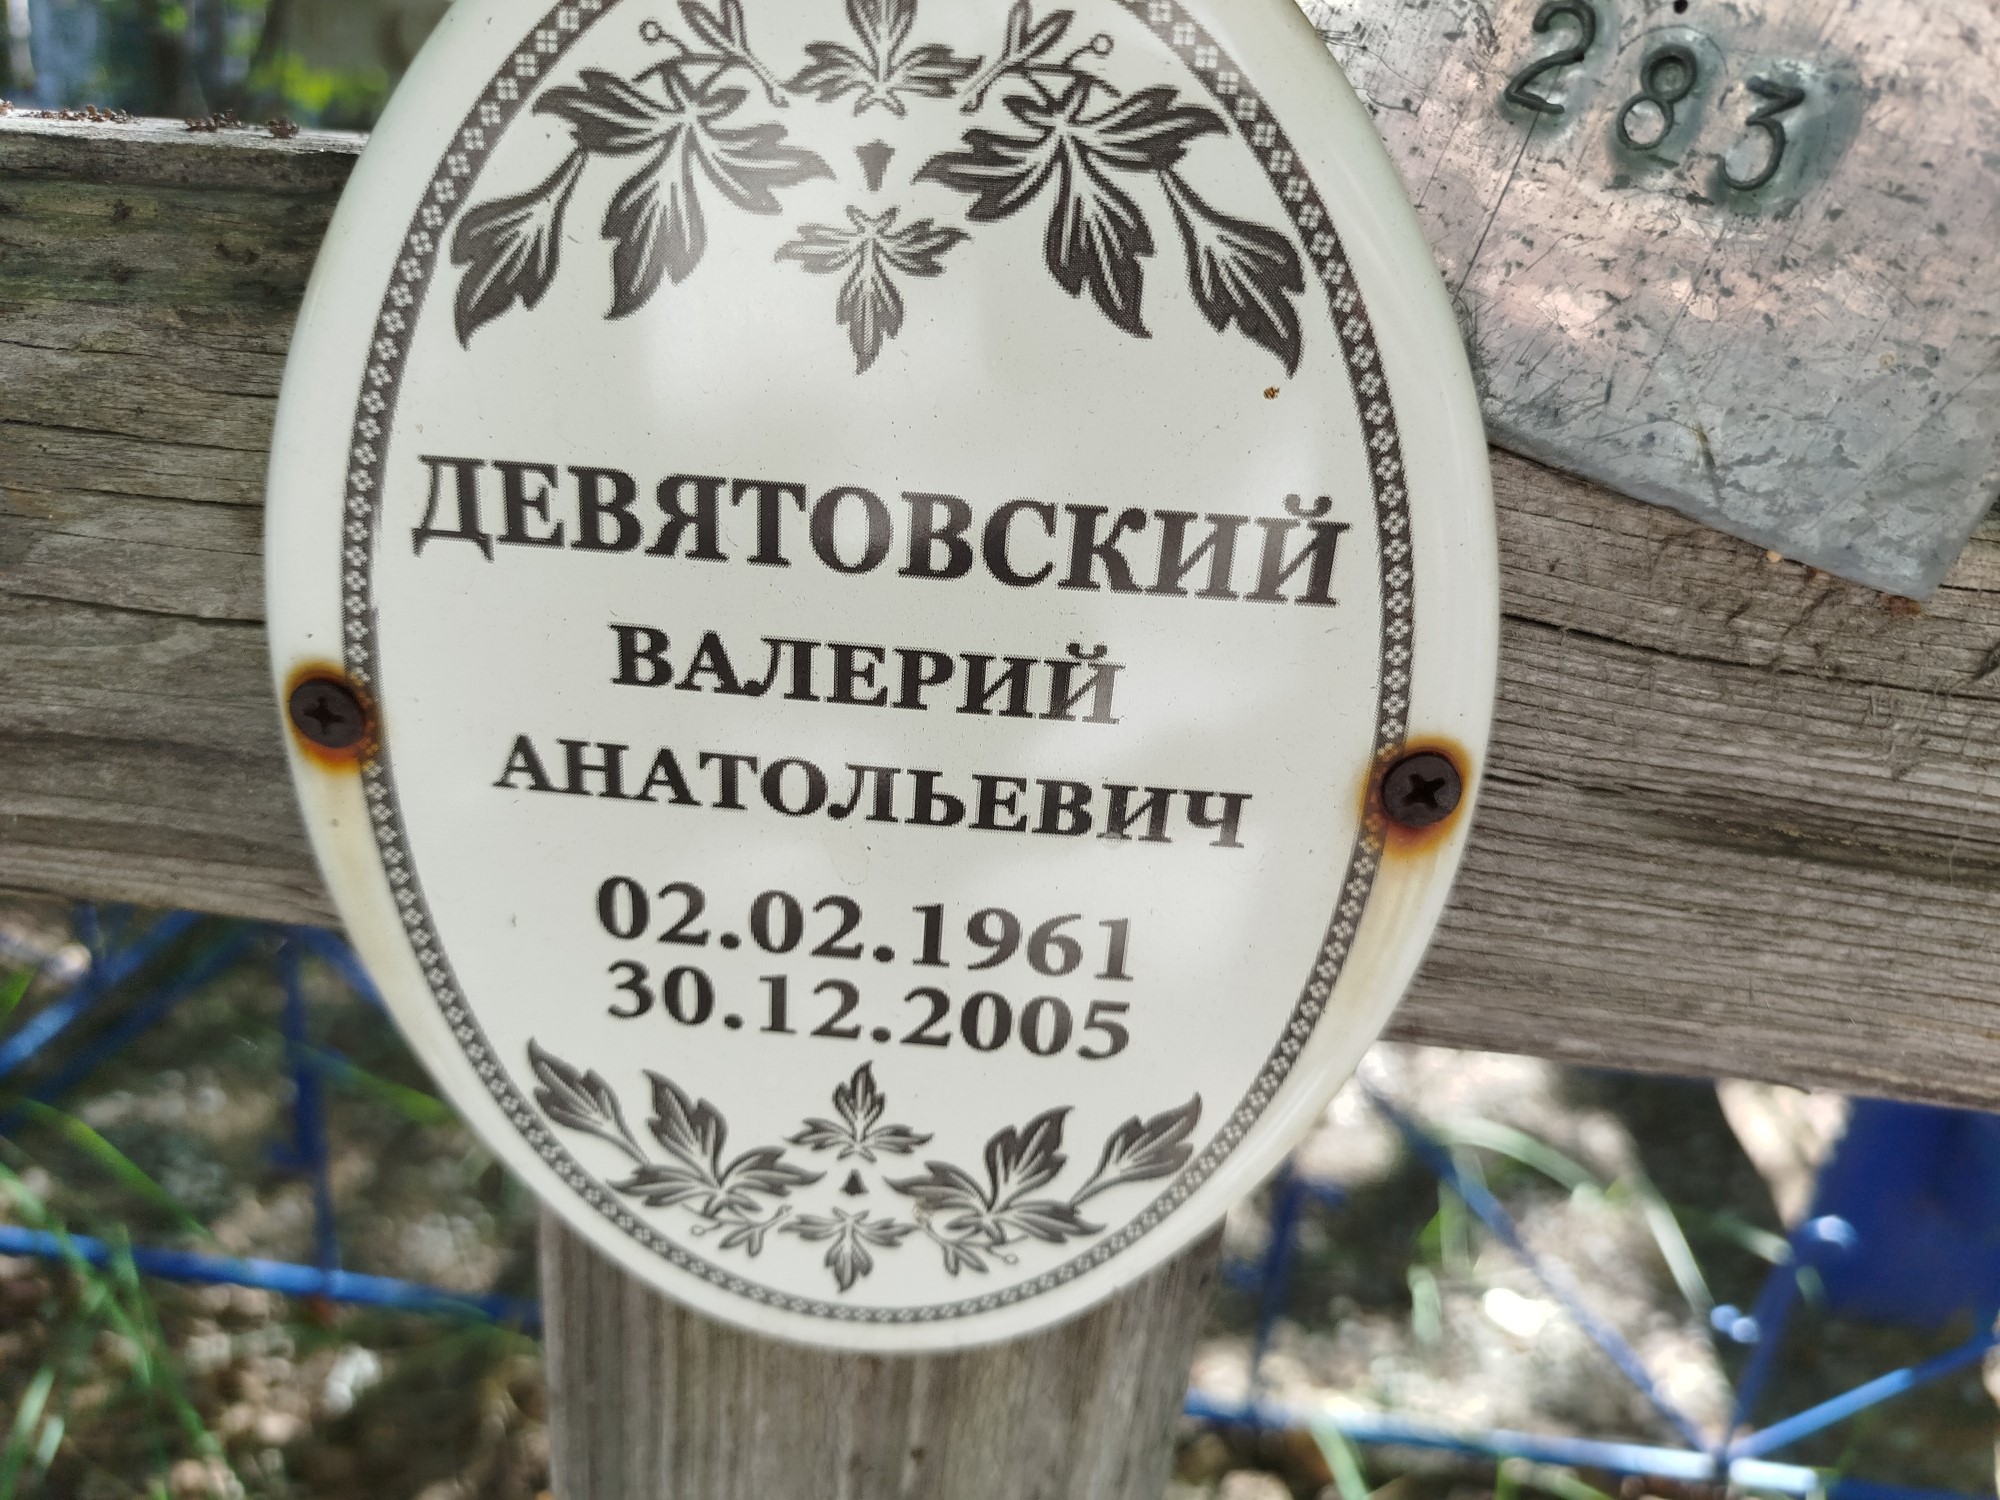 283
ДЕВЯТОВСКИЙ
ВАЛЕРИЙ
АНАТОЛЬЕВИЧ
02.02.1961
30.12.2005